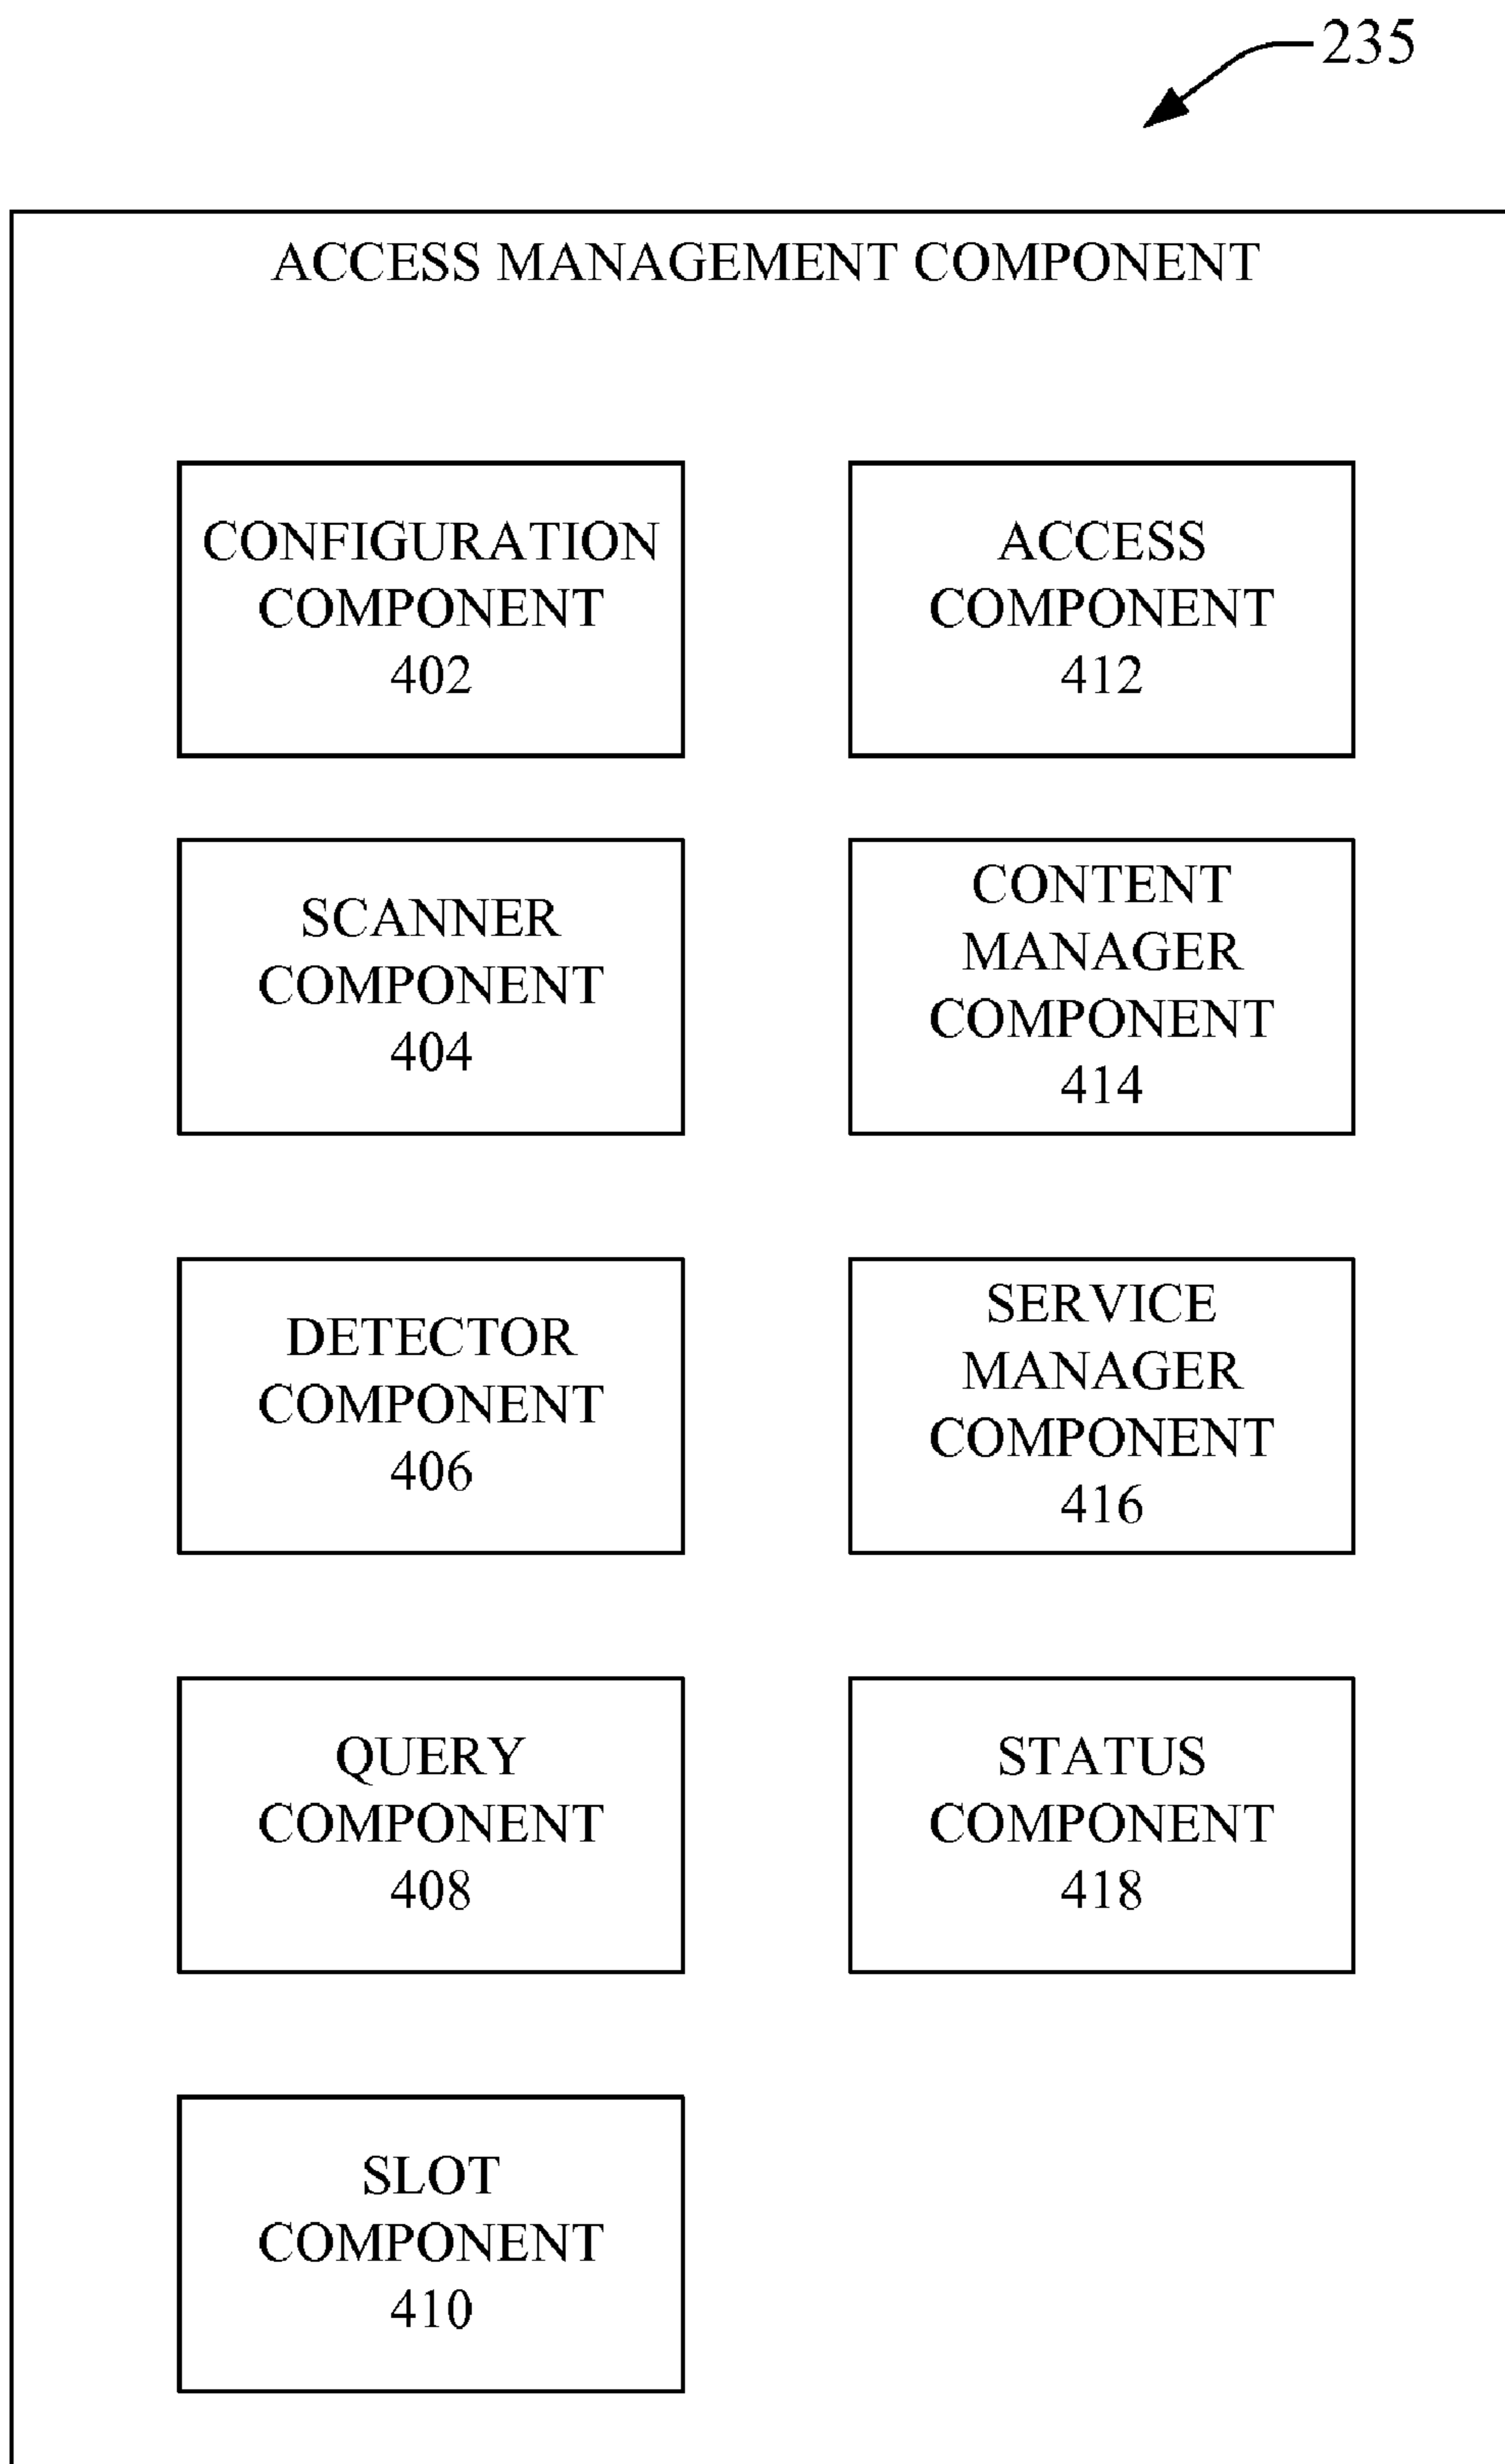 235
ACCESS MANAGEMENT COMPONENT
CONFIGURATION
COMPONENT
402
ACCESS
COMPONENT
412
SCANNER
COMPONENT
404
CONTENT
MANAGER
COMPONENT
414
DETECTOR
COMPONENT
406
SERVICE
MANAGER
COMPONENT
416
QUERY
COMPONENT
408
STATUS
COMPONENT
418
SLOT
COMPONENT
410